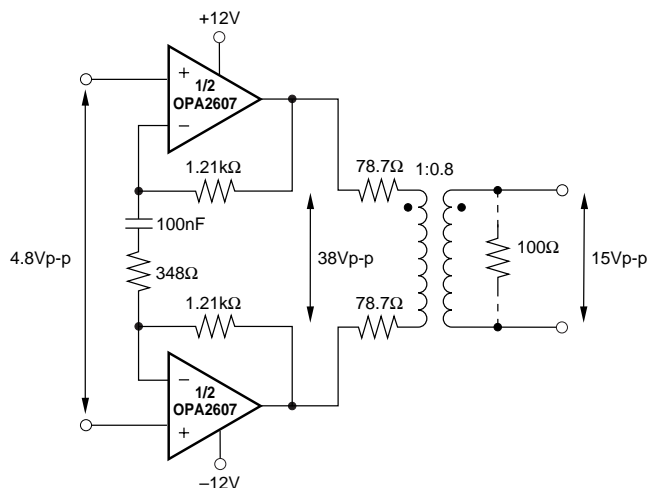 +12V
+
1/2
OPA2607
–
1.21kΩ
78.7Ω
1:0.8
100nF
4.8Vp-p
348Ω
38Vp-p
100Ω
15Vp-p
1.21kΩ
78.7Ω
–
1/2
OPA2607
+
–12V